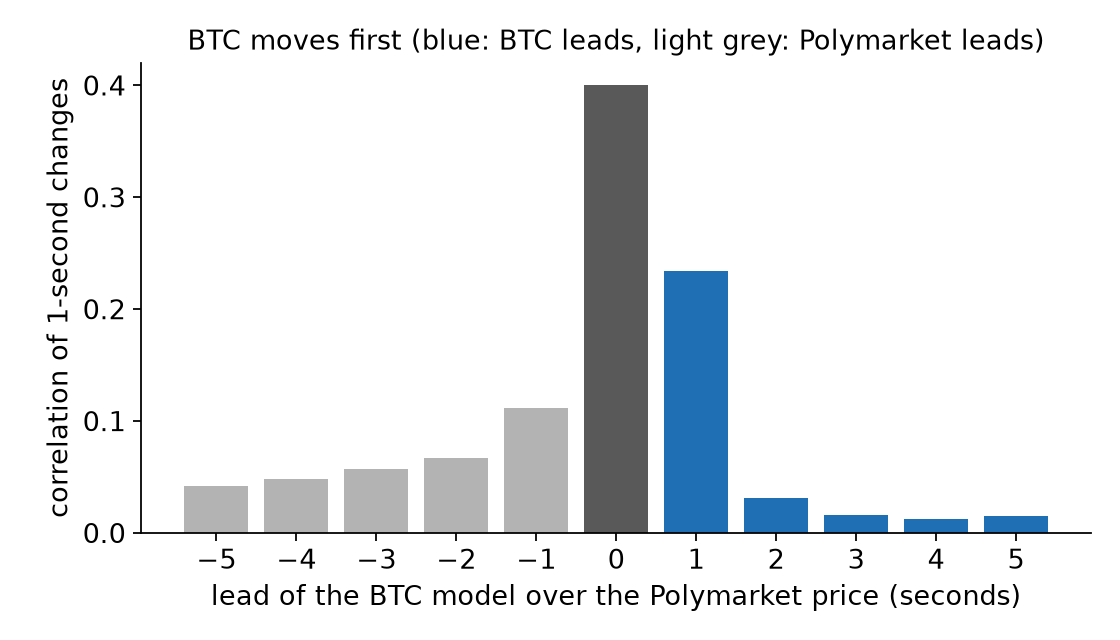 BTC moves first (blue: BTC leads, light grey: Polymarket leads)
correlation of 1-second changes
0.4
0.3
0.2
0.1
0.0
−5 −4 −3 −2 −1 0 1 2 3 4 5
lead of the BTC model over the Polymarket price (seconds)